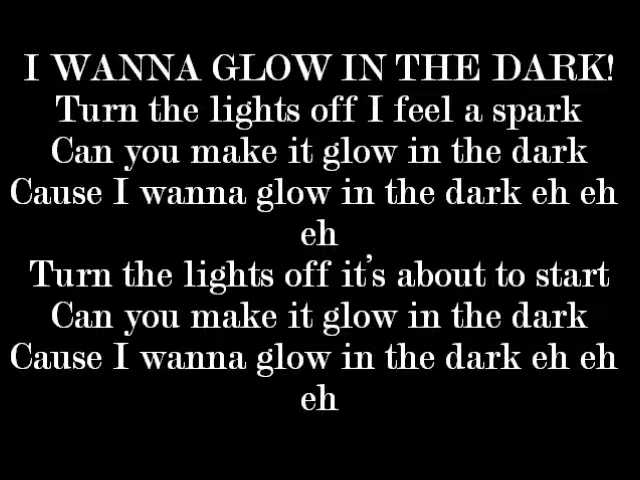 I WANNA GLOW IN THE DARK!
Turn the lights off I feel a spark
Can you make it glow in the dark
Cause I wanna glow in the dark eh eh
eh
Turn the lights off it's about to start
Can you make it glow in the dark
Cause I wanna glow in the dark eh eh
eh